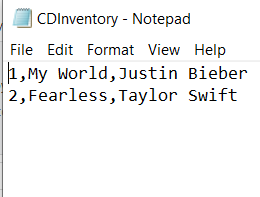 CDInventory - Notepad
File Edit Format View Help
1,My World,Justin Bieber
2,Fearless,Taylor Swift